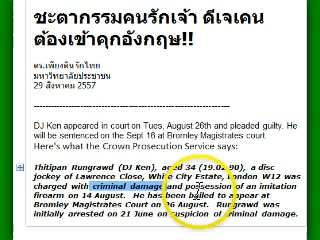 ชะตากรรมคนรักเจ้า ดีเจเคน
ต้องเข้าคุกอังกฤษ!!
ดร.เพียงดิน รักไทย
มหาวิทยาลัยประชาชน
29 สิงหาคม 2557
DJ Ken appeared in court on Tues, August 26th and pleaded guilty. He
will be sentenced on the Sept 16 at Bromley Magistrates court.
Here's what the Crown Prosecution Service says:
Thitipan Rungrawd (DJ Ken), aged 34 (19.02.80), a disc
jockey of Lawrence Close, White City Estate, London W12 was
charged with criminal damage and possession of an imitation
firearm on 14 August. He has been bailed to appear at
Bromley Magistrates Court on 26 August. Rungrawd was
initially arrested on 21 June on suspicion of criminal damage.